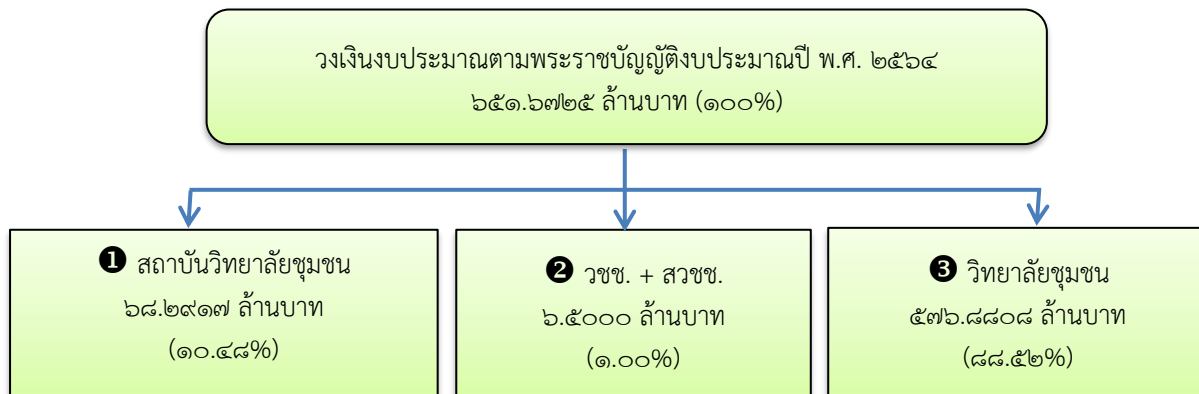 วงเงินงบประมาณตามพระราชบัญญัติงบประมาณปี พ.ศ. ๒๕๖๔
๖๕๑.๖๗๒๕ ล้านบาท (๑๐๐%)
❶ สถาบันวิทยาลัยชุมชน
๖๘.๒๙๑๗ ล้านบาท
(๑๐.๔๘%)
❷ วชช. + สวชช.
๖.๕๐๐๐ ล้านบาท
(๑.๐๐%)
❸ วิทยาลัยชุมชน
๕๗๖.๘๘๐๘ ล้านบาท
(๘๘.๕๒%)